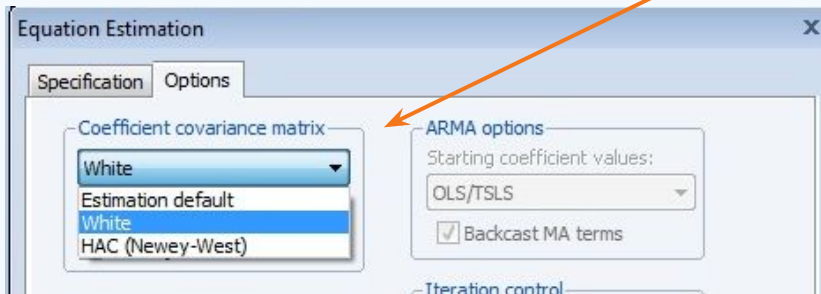 Equation Estimation
x
Specification
Options
Coefficient covariance matrix
White
Estimation default
White
HAC (Newey-West)
ARMA options
Starting coefficient values:
OLS/TSLS
Backcast MA terms
Iteration control